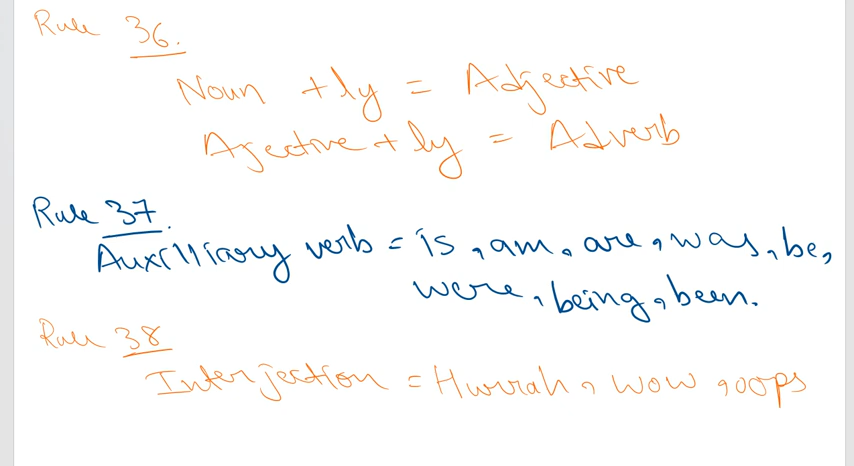 Rule 36.
Noun + ly = Adjective
Ajective + ly = Adverb
Rule 37.
Auxilliary verb = is, am, are, was, be,
were, being, been.
Rule 38
Interjection = Hurrah, wow, oops